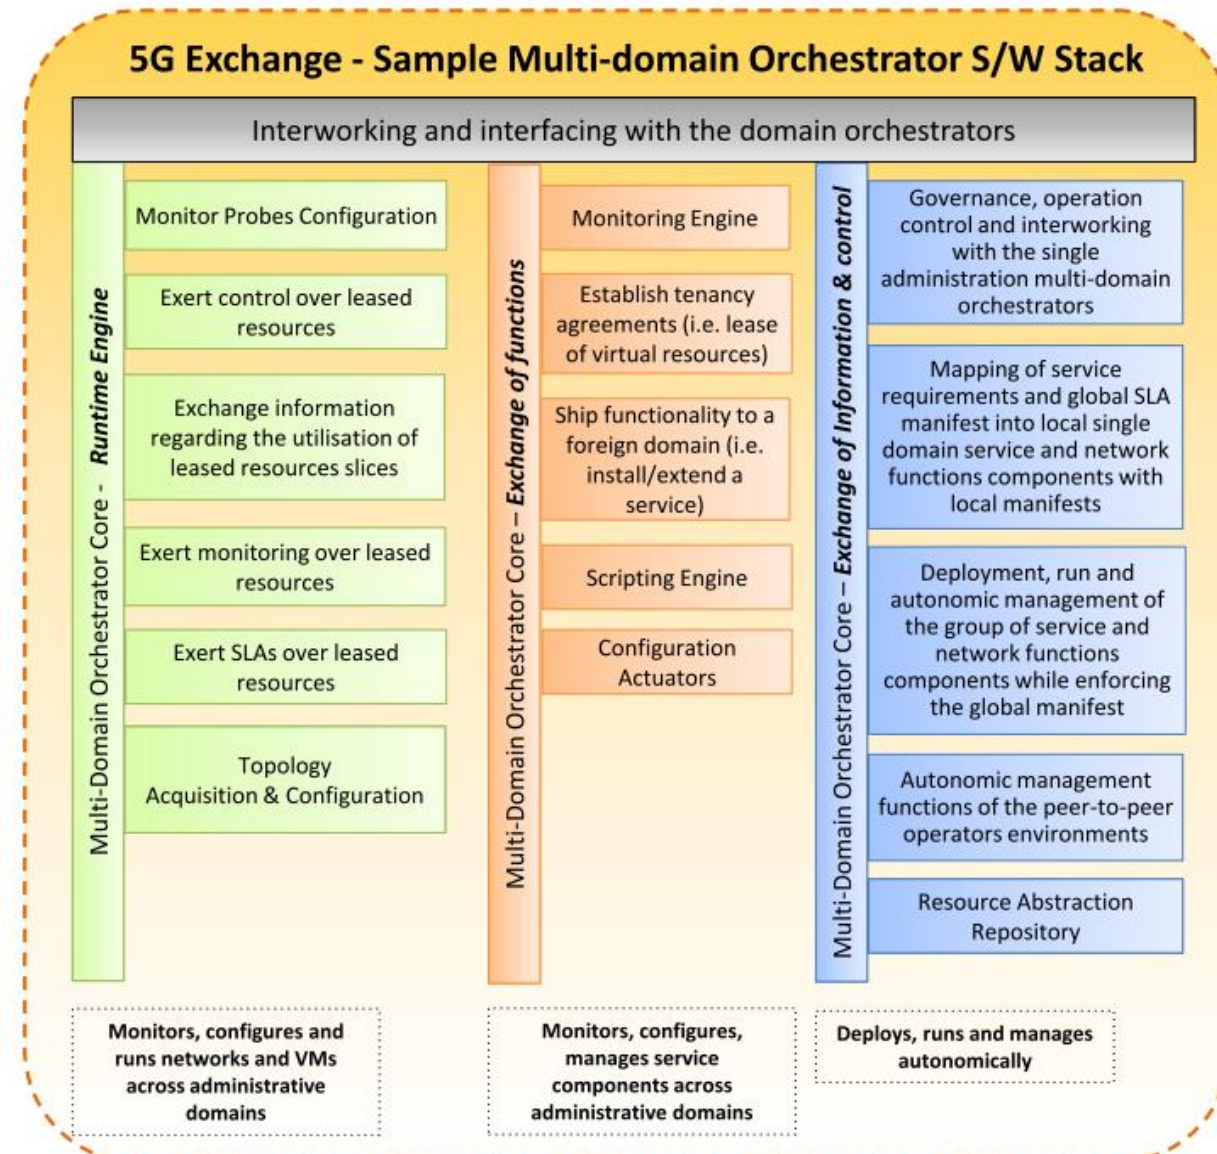 5G Exchange - Sample Multi-domain Orchestrator S/W Stack
Interworking and interfacing with the domain orchestrators
Multi-Domain Orchestrator Core - Runtime Engine
Monitor Probes Configuration
Exert control over leased
resources
Exchange information
regarding the utilisation of
leased resources slices
Exert monitoring over leased
resources
Exert SLAs over leased
resources
Topology
Acquisition & Configuration
Monitors, configures and
runs networks and VMs
across administrative
domains
Multi-Domain Orchestrator Core – Exchange of functions
Monitoring Engine
Establish tenancy
agreements (i.e. lease
of virtual resources)
Ship functionality to a
foreign domain (i.e.
install/extend a
service)
Scripting Engine
Configuration
Actuators
Monitors, configures,
manages service
components across
administrative domains
Multi-Domain Orchestrator Core – Exchange of Information & control
Governance, operation
control and interworking
with the single
administration multi-domain
orchestrators
Mapping of service
requirements and global SLA
manifest into local single
domain service and network
functions components with
local manifests
Deployment, run and
autonomic management of
the group of service and
network functions
components while enforcing
the global manifest
Autonomic management
functions of the peer-to-peer
operators environments
Resource Abstraction
Repository
Deploys, runs and manages
autonomically